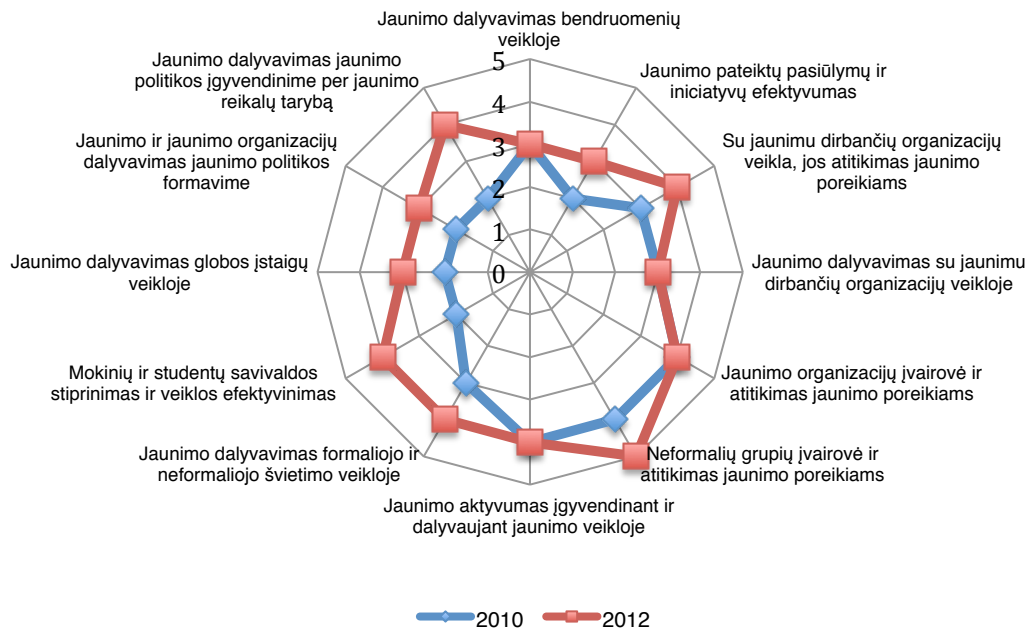 Jaunimo dalyvavimas bendruomenių
veikloje
Jaunimo pateiktų pasiūlymų ir
iniciatyvų efektyvumas
Su jaunimu dirbančių organizacijų
veikla, jos atitikimas jaunimo
poreikiams
Jaunimo dalyvavimas su jaunimu
dirbančių organizacijų veikloje
Jaunimo organizacijų įvairovė ir
atitikimas jaunimo poreikiams
Neformalių grupių įvairovė ir
atitikimas jaunimo poreikiams
Jaunimo aktyvumas įgyvendinant ir
dalyvaujant jaunimo veikloje
Jaunimo dalyvavimas formaliojo ir
neformaliojo švietimo veikloje
Mokinių ir studentų savivaldos
stiprinimas ir veiklos efektyvinimas
Jaunimo dalyvavimas globos įstaigų
veikloje
Jaunimo ir jaunimo organizacijų
dalyvavimas jaunimo politikos
formavime
Jaunimo dalyvavimas jaunimo
politikos įgyvendinime per jaunimo
reikalų tarybą
5
4
3
2
1
0
2010 2012